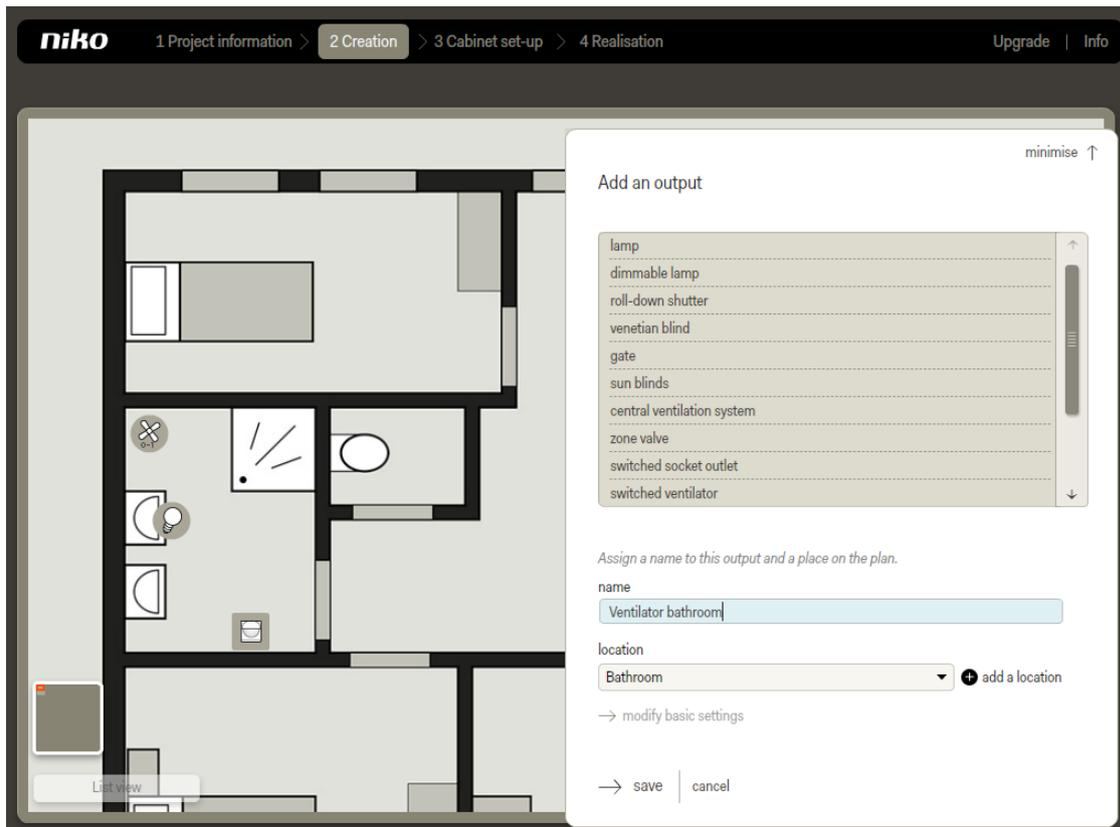 niko 1 Project information 2 Creation 3 Cabinet set-up 4 Realisation Upgrade | Info
minimise
Add an output
lamp
dimmable lamp
roll-down shutter
venetian blind
gate
sun blinds
central ventilation system
zone valve
switched socket outlet
switched ventilator
Assign a name to this output and a place on the plan.
name
Ventilator bathroom
location
Bathroom add a location
modify basic settings
save cancel
0-1
List view